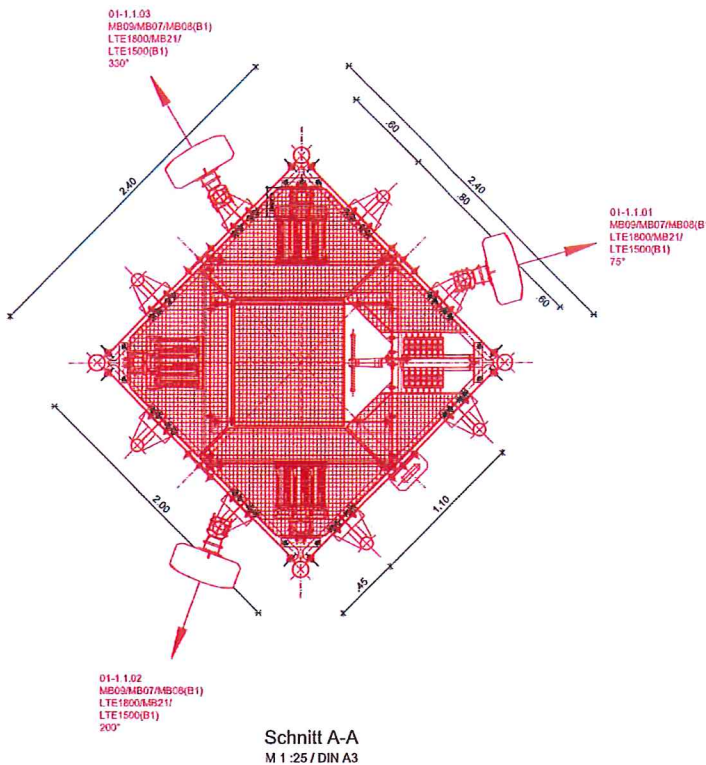 01-1.1.03
MB09/MB07/MB08(B1)
LTE1800/MB21/
LTE1500(B1)
330°
2.40
.60
.80
2.40
.60
01-1.1.01
MB09/MB07/MB08(B
LTE1800/MB21/
LTE1500(B1)
75°
2.00
1.10
.45
01-1.1.02
MB09/MB07/MB08(B1)
LTE1800/MB21/
LTE1500(B1)
200°
Schnitt A-A
M 1 :25 / DIN A3